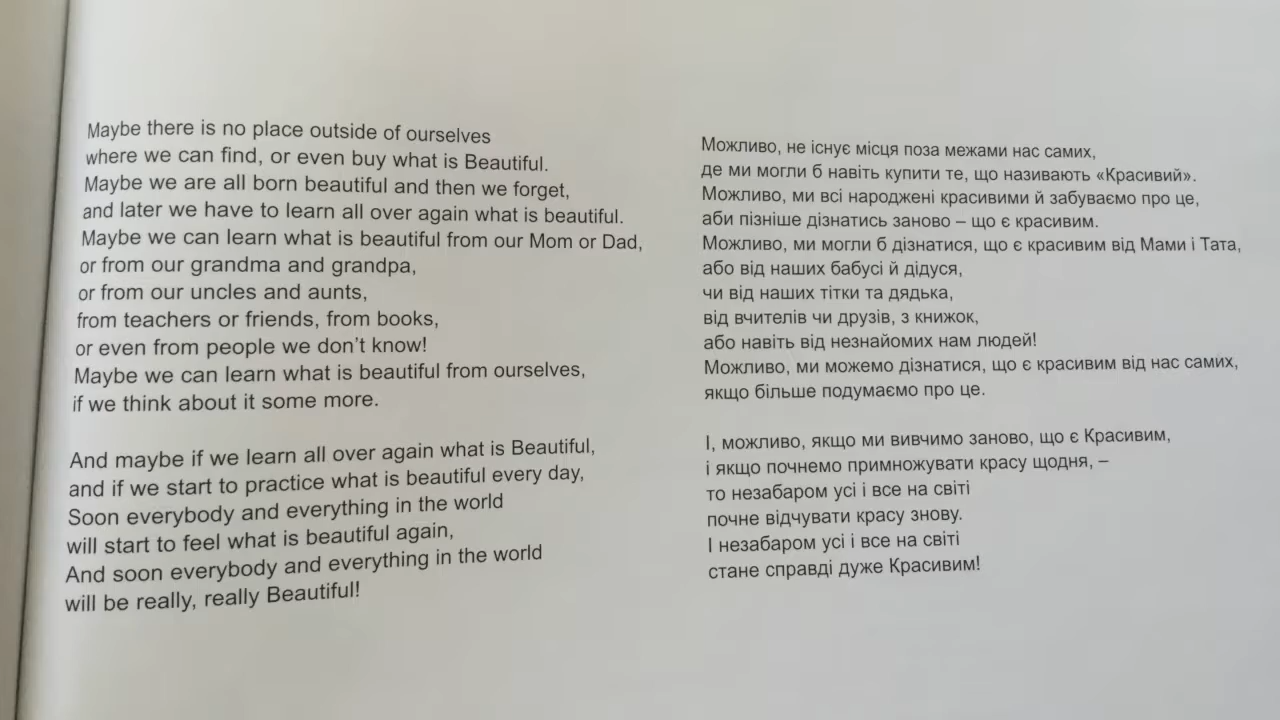 Maybe there is no place outside of ourselves
where we can find, or even buy what is Beautiful.
Maybe we are all born beautiful and then we forget,
and later we have to learn all over again what is beautiful.
Maybe we can learn what is beautiful from our Mom or Dad,
or from our grandma and grandpa,
or from our uncles and aunts,
from teachers or friends, from books,
or even from people we don’t know!
Maybe we can learn what is beautiful from ourselves,
if we think about it some more.
And maybe if we learn all over again what is Beautiful,
and if we start to practice what is beautiful every day,
Soon everybody and everything in the world
will start to feel what is beautiful again,
And soon everybody and everything in the world
will be really, really Beautiful!
Можливо, не існує місця поза межами нас самих,
де ми могли б навіть купити те, що називають «Красивий».
Можливо, ми всі народжені красивими й забуваємо про це,
аби пізніше дізнатись заново – що є красивим.
Можливо, ми могли б дізнатися, що є красивим від Мами і Тата,
або від наших бабусі й дідуся,
чи від наших тітки та дядька,
від вчителів чи друзів, з книжок,
або навіть від незнайомих нам людей!
Можливо, ми можемо дізнатися, що є красивим від нас самих,
якщо більше подумаємо про це.
І, можливо, якщо ми вивчимо заново, що є Красивим,
і якщо почнемо примножувати красу щодня, –
то незабаром усі і все на світі
почне відчувати красу знову.
І незабаром усі і все на світі
стане справді дуже Красивим!